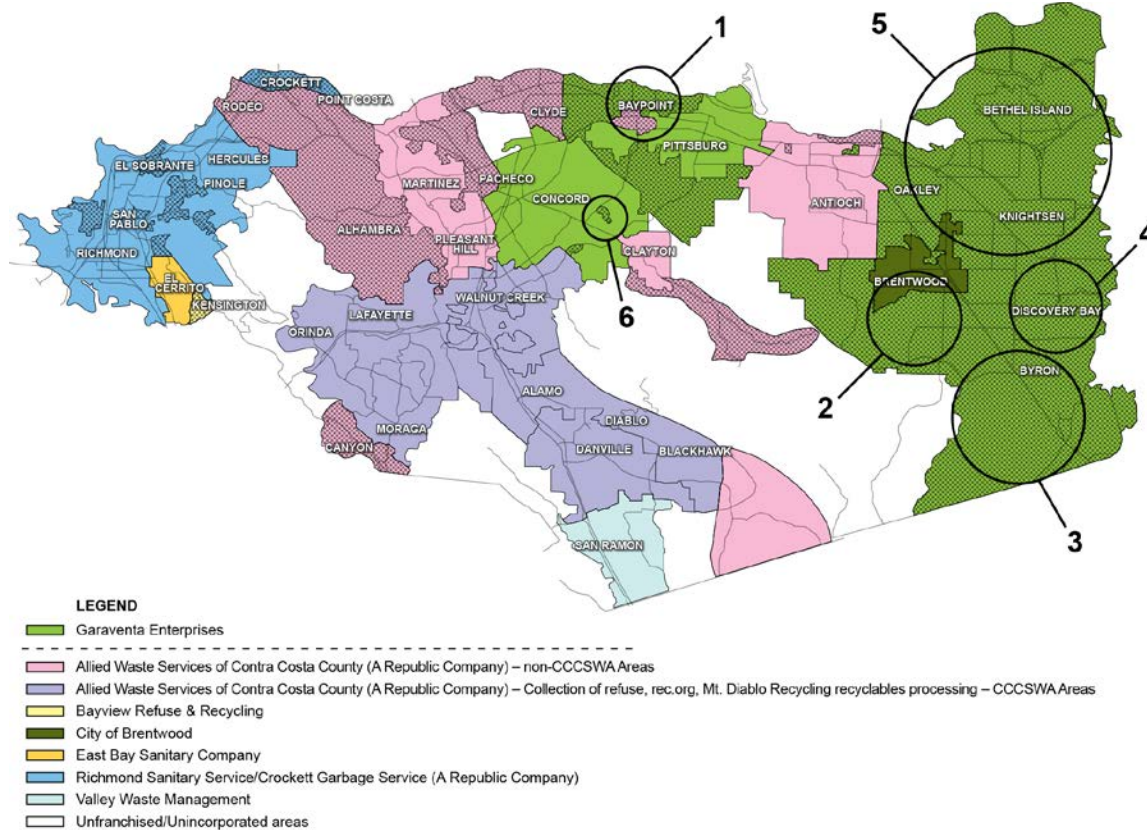 1
5
CROCKETT
POINT COSTA
RODEO
CLYDE
BAYPOINT
BETHEL ISLAND
EL SOBRANTE
HERCULES
PINOLE
PITTSBURG
MARTINEZ
PACHECO
CONCORD
OAKLEY
SAN
PABLO
ALHAMBRA
ANTIOCH
KNIGHTSEN
4
RICHMOND
PLEASANT
HILL
CLAYTON
EL
CERRITO
KENSINGTON
WALNUT CREEK
BRENTWOOD
LAFAYETTE
6
DISCOVERY BAY
ORINDA
BYRON
ALAMO
2
DIABLO
MORAGA
CANYON
DANVILLE
BLACKHAWK
3
SAN RAMON
LEGEND
Garaventa Enterprises
Allied Waste Services of Contra Costa County (A Republic Company) – non-CCCSWA Areas
Allied Waste Services of Contra Costa County (A Republic Company) – Collection of refuse, rec.org, Mt. Diablo Recycling recyclables processing – CCCSWA Areas
Bayview Refuse & Recycling
City of Brentwood
East Bay Sanitary Company
Richmond Sanitary Service/Crockett Garbage Service (A Republic Company)
Valley Waste Management
Unfranchised/Unincorporated areas